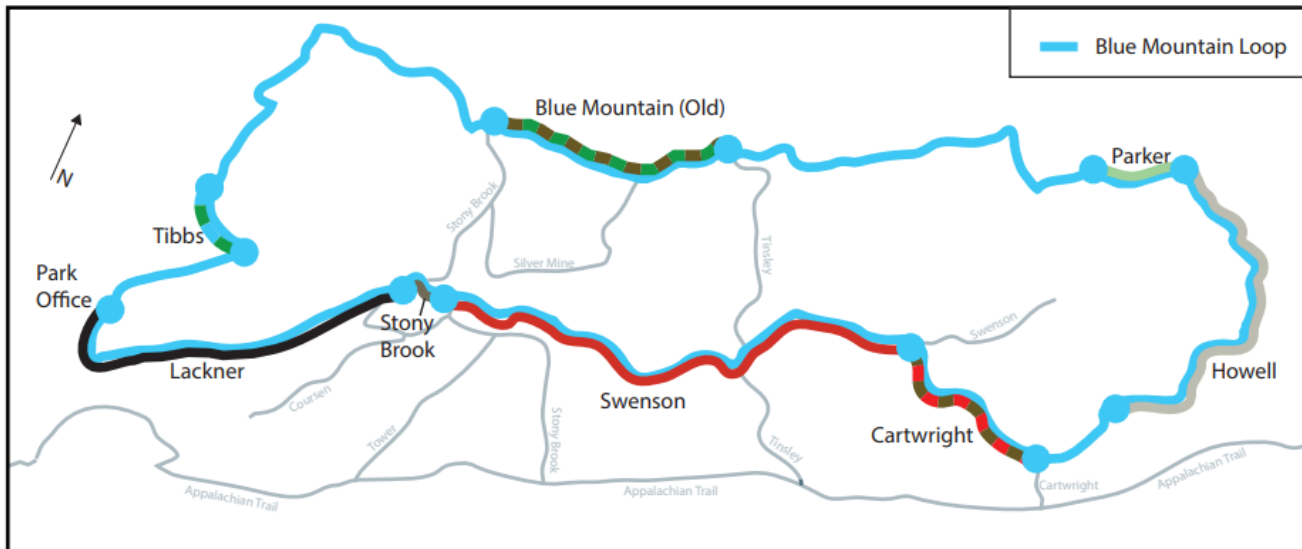 Blue Mountain Loop
Blue Mountain (Old)
Parker
N
Stony Brook
Tibbs
Tinsley
Silver Mine
Park
Office
Stony
Brook
Swenson
Lackner
Howell
Coursen
Swenson
Stony Brook
Cartwright
Tower
Tinsley
Appalachian Trail
Appalachian Trail
Cartwright
Appalachian Trail